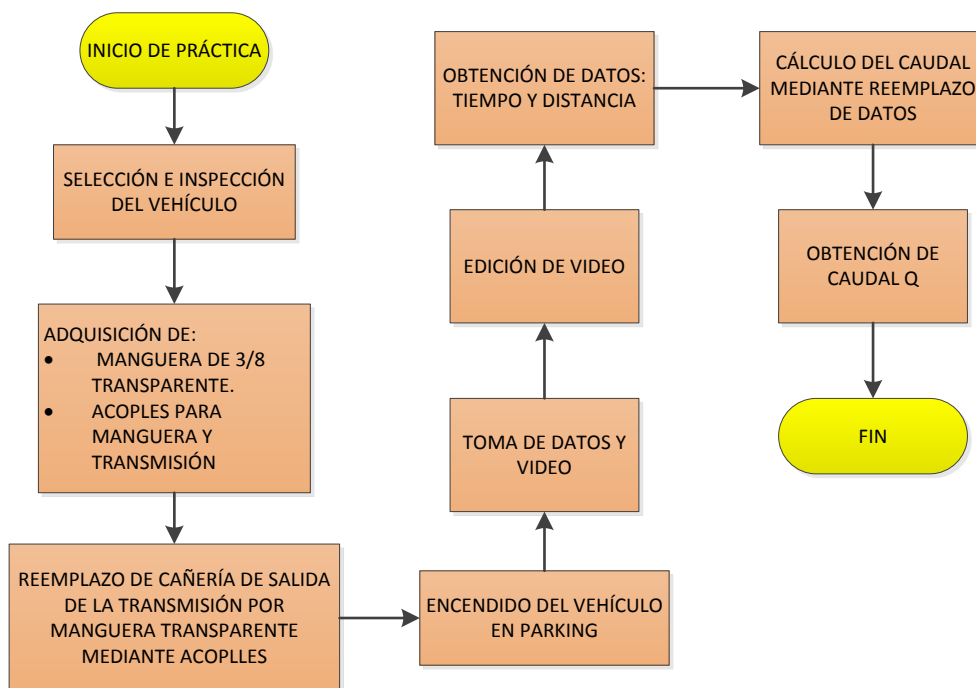 INICIO DE PRÁCTICA
SELECCIÓN E INSPECCIÓN
DEL VEHÍCULO
ADQUISICIÓN DE:
• MANGUERA DE 3/8
TRANSPARENTE.
• ACOPLES PARA
MANGUERA Y
TRANSMISIÓN
REEMPLAZO DE CAÑERÍA DE SALIDA
DE LA TRANSMISIÓN POR
MANGUERA TRANSPARENTE
MEDIANTE ACOPLLES
ENCENDIDO DEL VEHÍCULO
EN PARKING
TOMA DE DATOS Y
VIDEO
EDICIÓN DE VIDEO
OBTENCIÓN DE DATOS:
TIEMPO Y DISTANCIA
CÁLCULO DEL CAUDAL
MEDIANTE REEMPLAZO
DE DATOS
OBTENCIÓN DE
CAUDAL Q
FIN